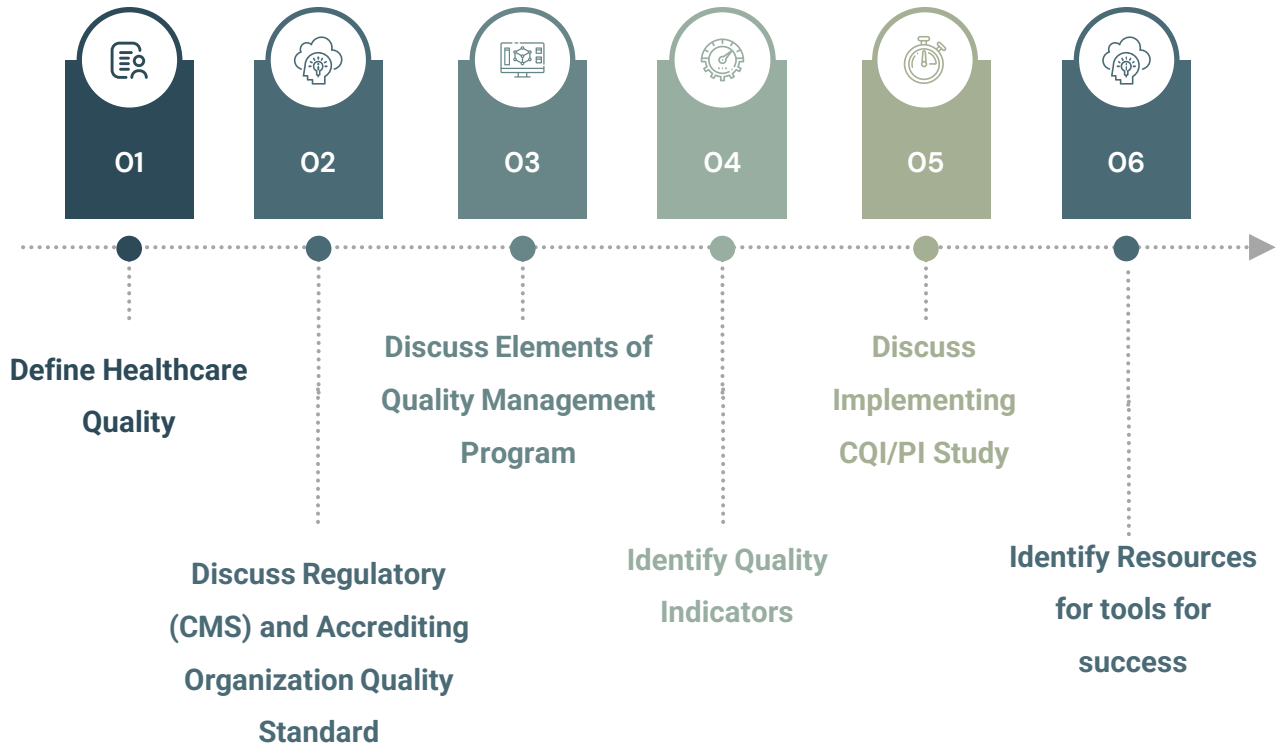 01
02
03
04
05
06
Define Healthcare
Quality
Discuss Regulatory
(CMS) and Accrediting
Organization Quality
Standard
Discuss Elements of
Quality Management
Program
Identify Quality
Indicators
Discuss
Implementing
CQI/PI Study
Identify Resources
for tools for
success